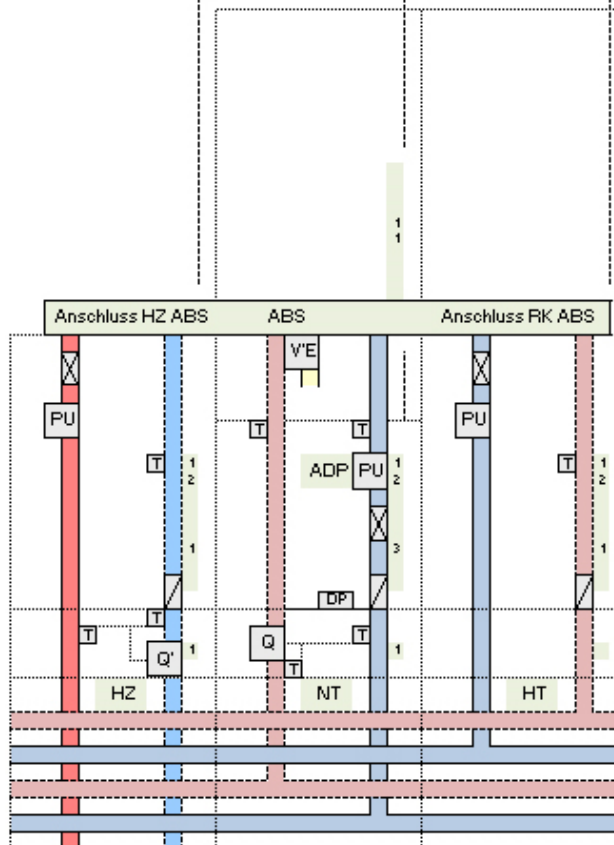 1
1
Anschluss HZ ABS ABS Anschluss RK ABS
V'E
PU PU
T T
T ADP PU T
1 1 1
2 2 2
1 3 1
DP
T
T Q T
Q' 1 T 1
HZ NT HT